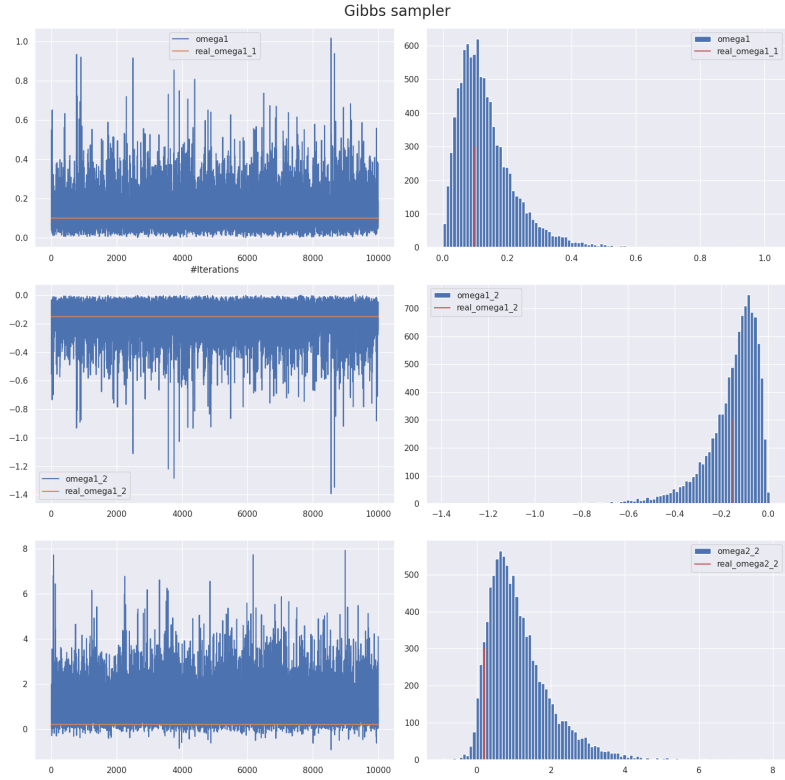 Gibbs sampler
omega1
real_omega1_1
1.0
0.8
0.6
0.4
0.2
0.0
0 2000 4000 6000 8000 10000
#Iterations
omega1
real_omega1_1
600
500
400
300
200
100
0
0.0 0.2 0.4 0.6 0.8 1.0
0.0
−0.2
−0.4
−0.6
−0.8
−1.0
−1.2
−1.4
omega1_2
real_omega1_2
0 2000 4000 6000 8000 10000
omega1_2
real_omega1_2
700
600
500
400
300
200
100
0
−1.4 −1.2 −1.0 −0.8 −0.6 −0.4 −0.2 0.0
8
6
4
2
0
0 2000 4000 6000 8000 10000
omega2_2
real_omega2_2
500
400
300
200
100
0
0 2 4 6 8